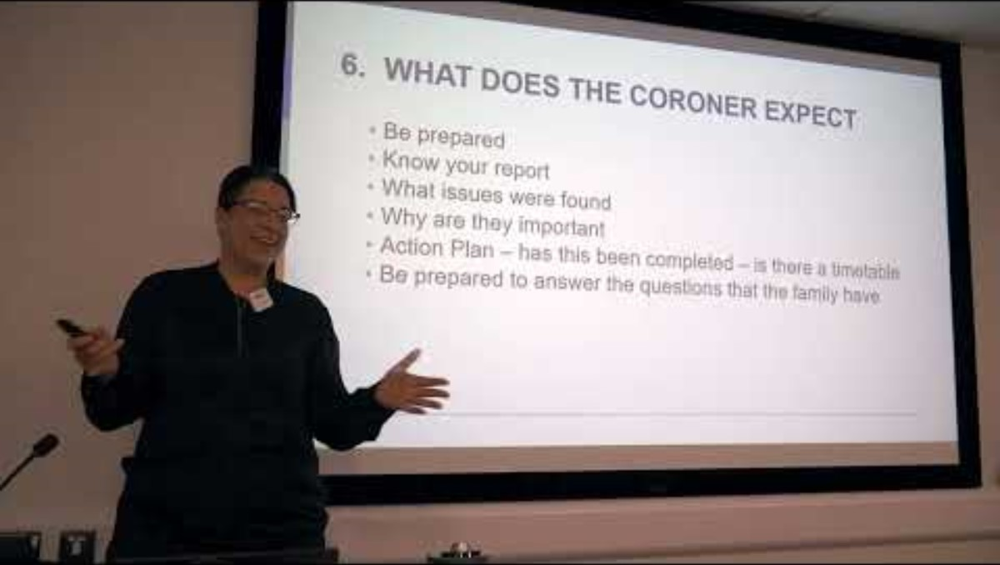 6. WHAT DOES THE CORONER EXPECT
• Be prepared
• Know your report
• What issues were found
• Why are they important
• Action Plan – has this been completed – is there a timetable
• Be prepared to answer the questions that the family have